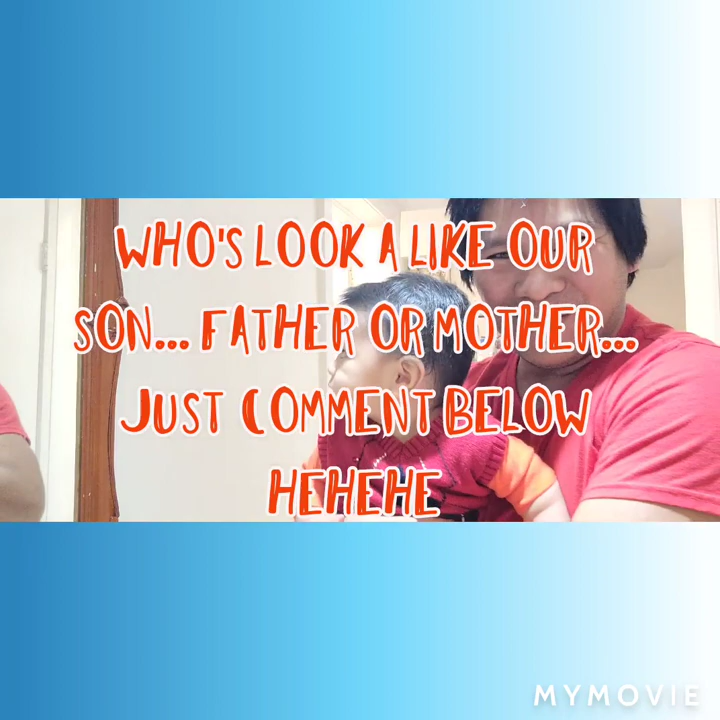 WHO'S LOOK A LIKE OUR
SON... FATHER OR MOTHER...
JUST COMMENT BELOW
HEHEHE
MYMOVIE